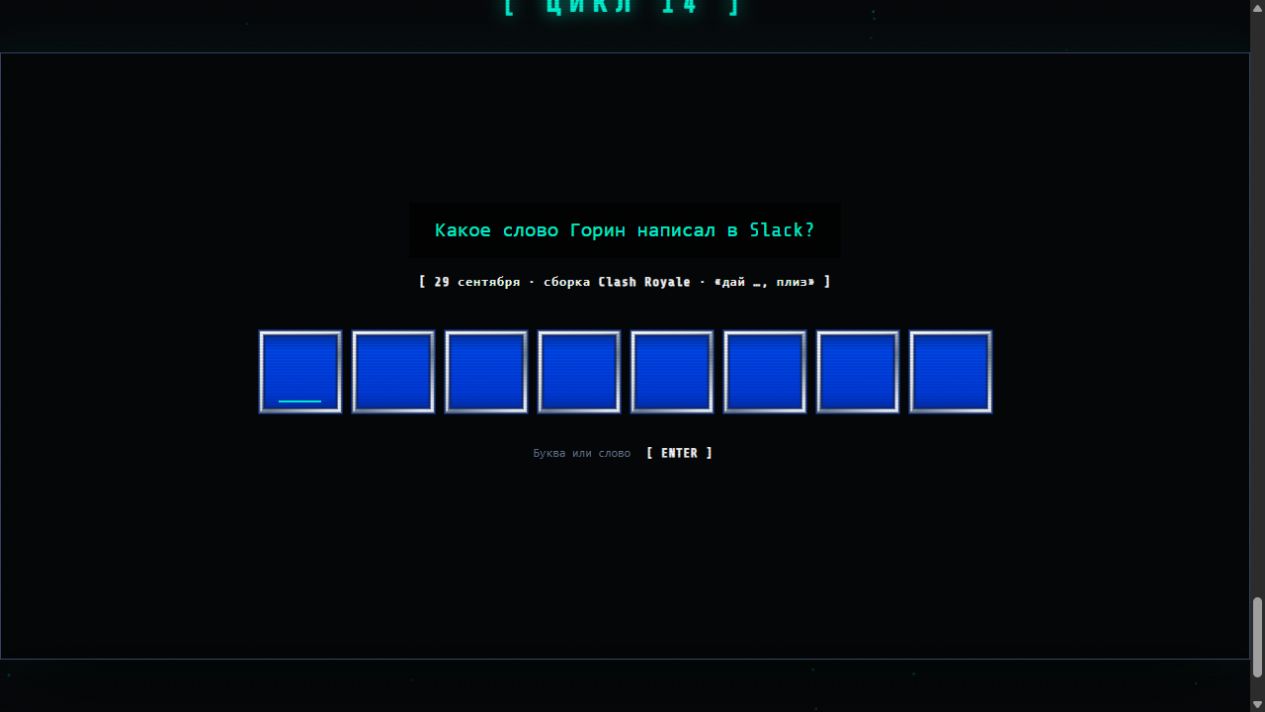 [ ЦИКЛ 14 ]
Какое слово Горин написал в Slack?
[ 29 сентября · сборка Clash Royale · «дай …, плиз» ]
Буква или слово [ ENTER ]